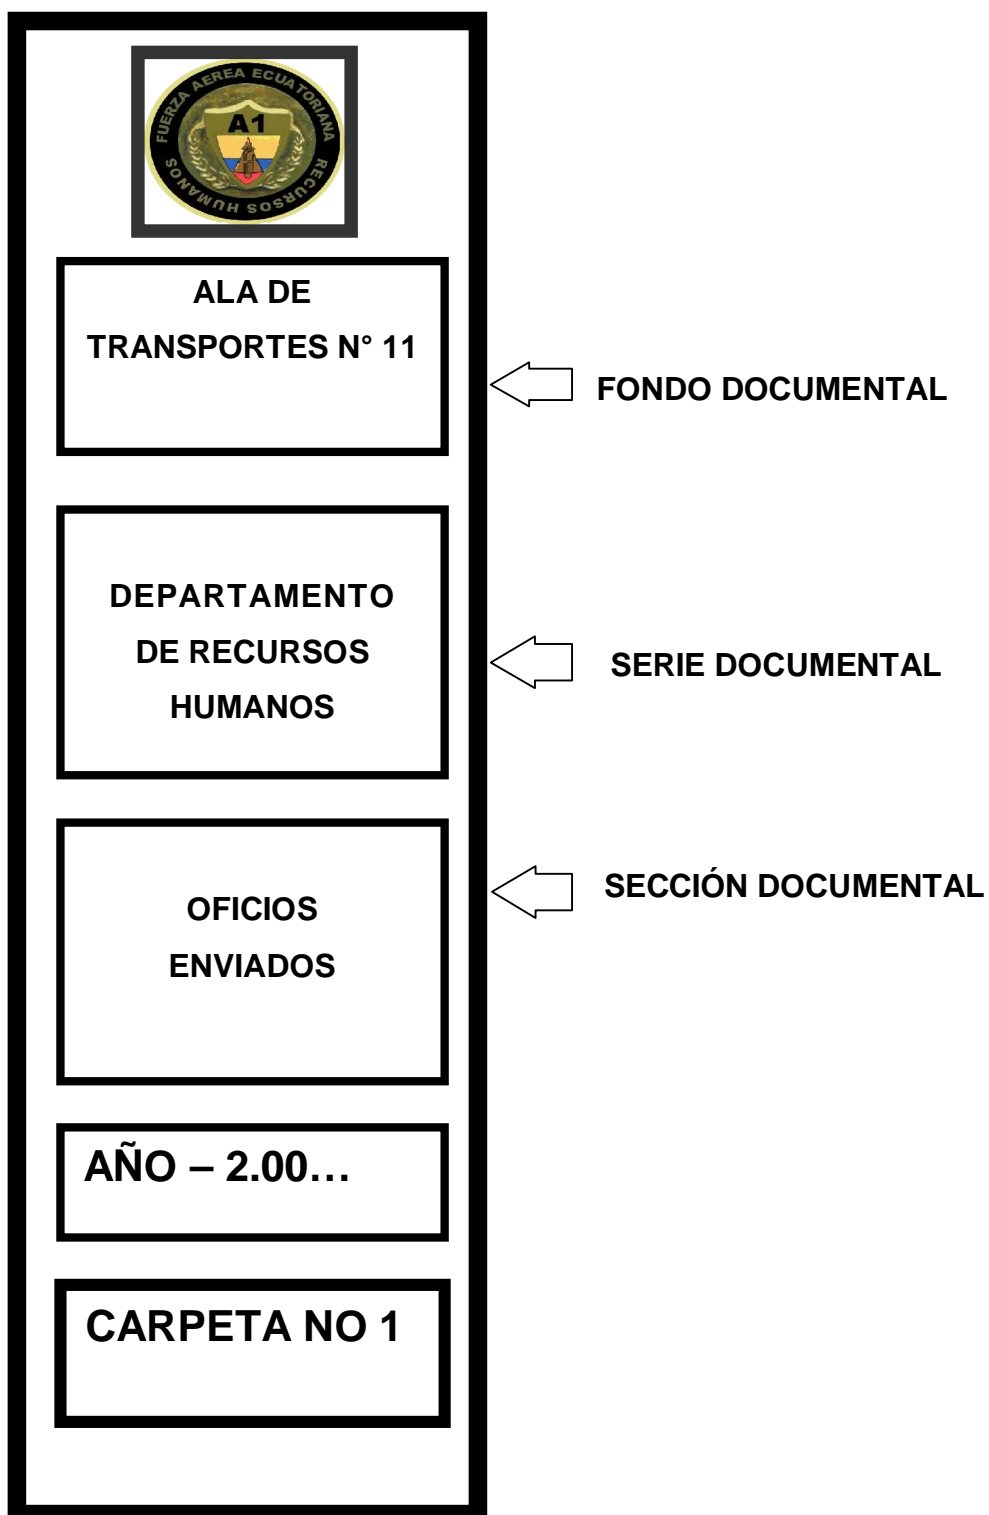 FUERZA AEREA ECUATORIANA
A1
RECURSOS HUMANOS
ALA DE
TRANSPORTES N° 11
FONDO DOCUMENTAL
DEPARTAMENTO
DE RECURSOS
HUMANOS
SERIE DOCUMENTAL
SECCIÓN DOCUMENTAL
OFICIOS
ENVIADOS
AÑO – 2.00…
CARPETA NO 1